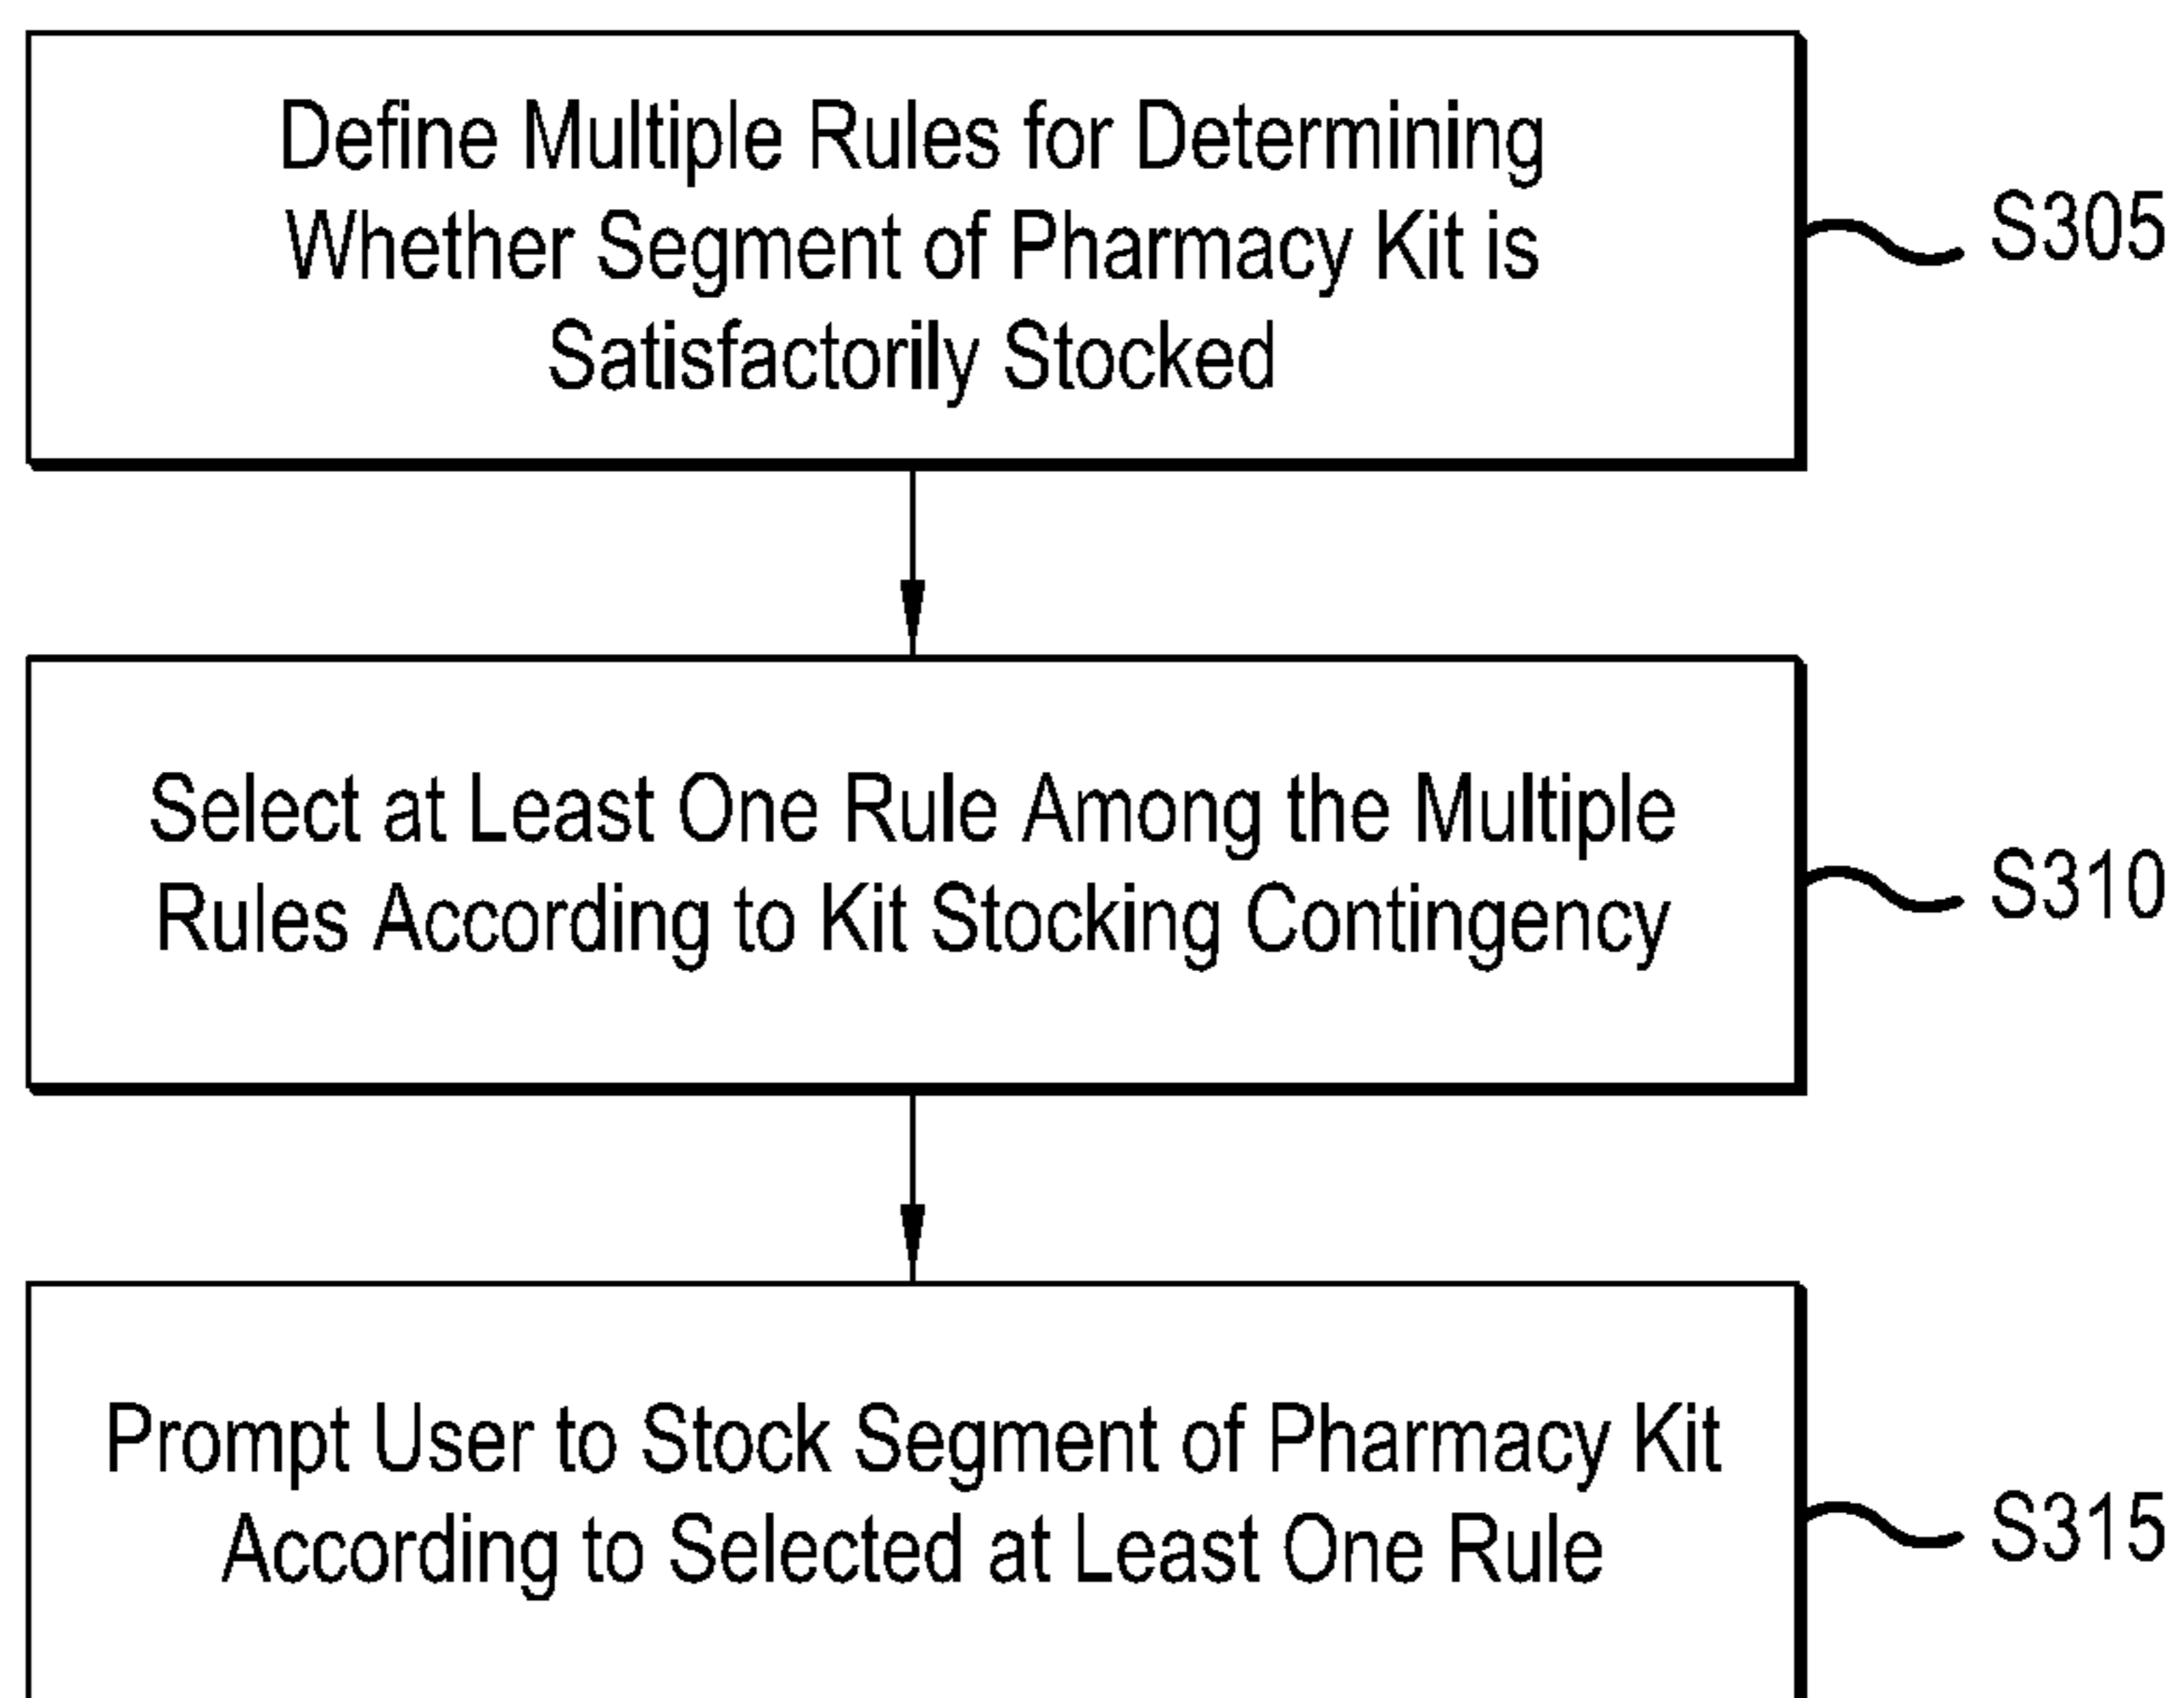 Define Multiple Rules for Determining
Whether Segment of Pharmacy Kit is
Satisfactorily Stocked
S305
Select at Least One Rule Among the Multiple
Rules According to Kit Stocking Contingency
S310
Prompt User to Stock Segment of Pharmacy Kit
According to Selected at Least One Rule
S315